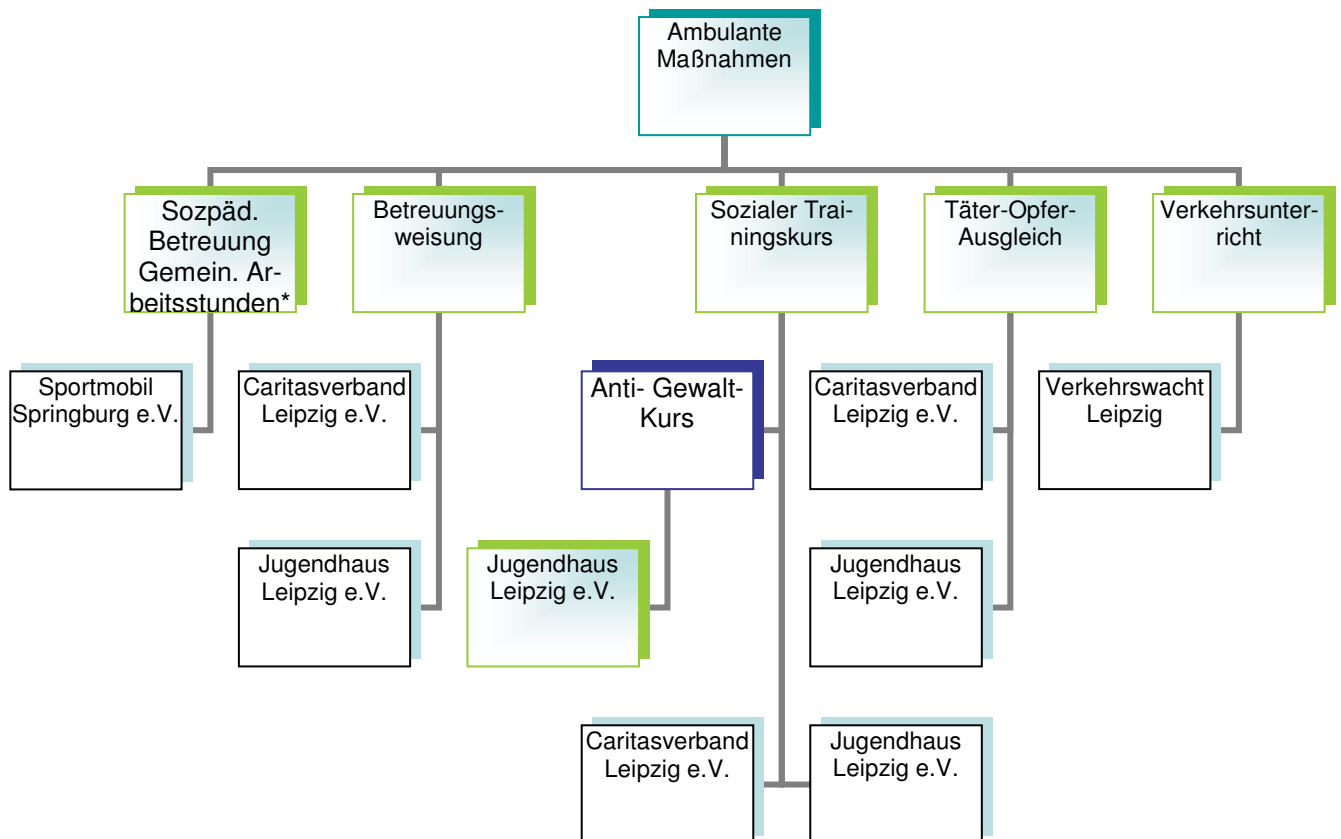 Ambulante
Maßnahmen
Sozpäd.
Betreuung
Gemein. Ar-
beitsstunden*
Betreuungs-
weisung
Sozialer Trai-
ningskurs
Täter-Opfer-
Ausgleich
Verkehrsunter-
richt
Sportmobil
Springburg e.V.
Caritasverband
Leipzig e.V.
Anti- Gewalt-
Kurs
Caritasverband
Leipzig e.V.
Verkehrswacht
Leipzig
Jugendhaus
Leipzig e.V.
Jugendhaus
Leipzig e.V.
Jugendhaus
Leipzig e.V.
Caritasverband
Leipzig e.V.
Jugendhaus
Leipzig e.V.